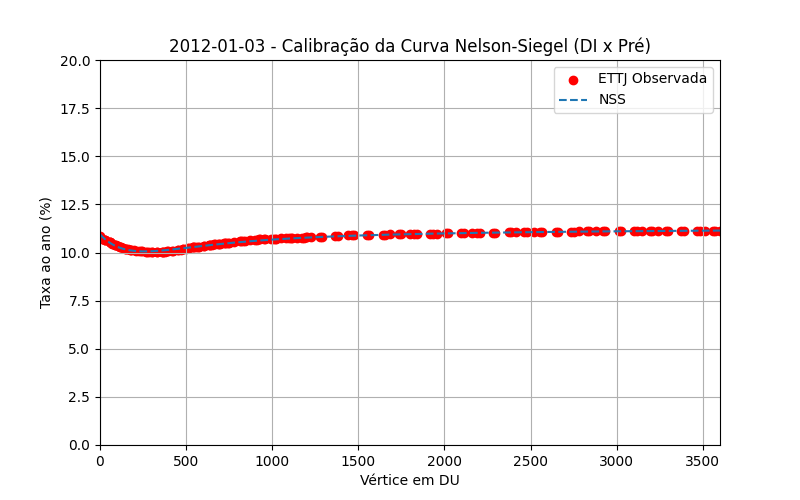 2012-01-03 - Calibração da Curva Nelson-Siegel (DI x Pré)
ETTJ Observada
NSS
Taxa ao ano (%)
20.0
17.5
15.0
12.5
10.0
7.5
5.0
2.5
0.0
0 500 1000 1500 2000 2500 3000 3500
Vértice em DU